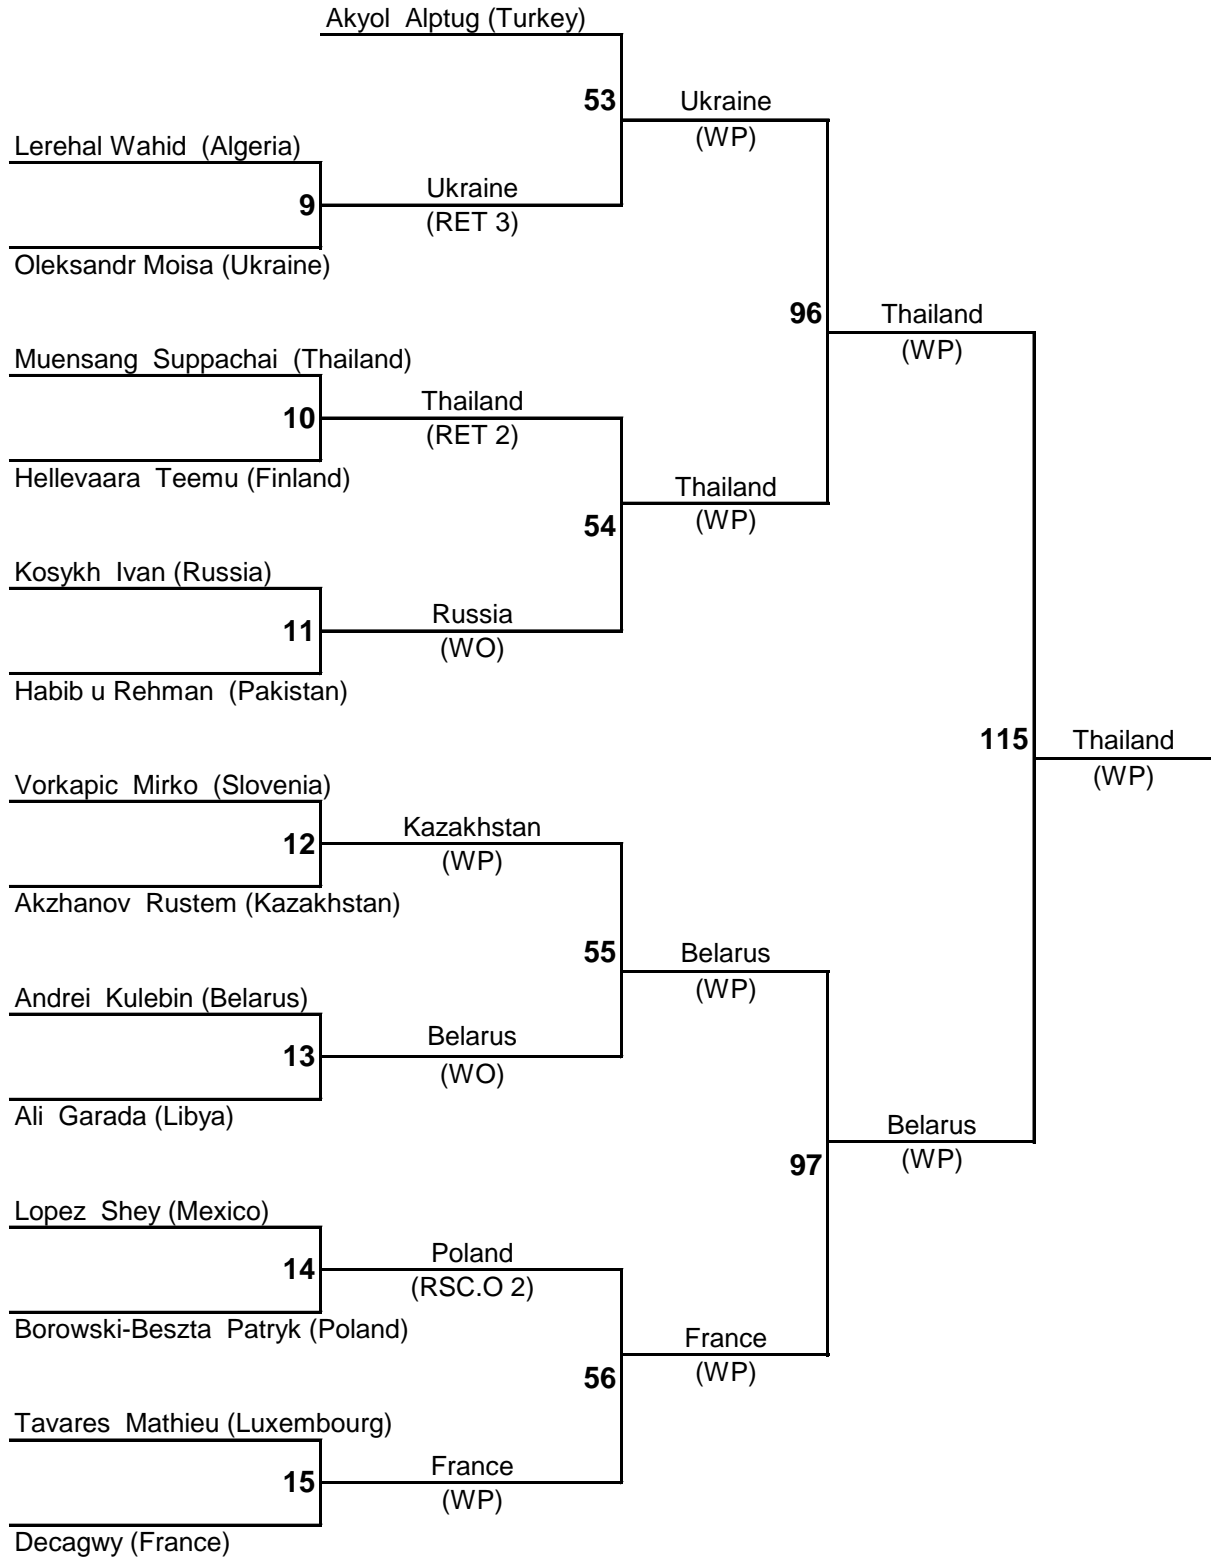 Akyol  Alptug (Turkey)
53
Ukraine
(WP)
Lerehal Wahid  (Algeria)
9
Ukraine
(RET 3)
Oleksandr Moisa (Ukraine)
96
Thailand
(WP)
Muensang  Suppachai  (Thailand)
10
Thailand
(RET 2)
Hellevaara  Teemu (Finland)
54
Thailand
(WP)
Kosykh  Ivan (Russia)
11
Russia
(WO)
Habib u Rehman  (Pakistan)
115
Thailand
(WP)
Vorkapic  Mirko  (Slovenia)
12
Kazakhstan
(WP)
Akzhanov  Rustem (Kazakhstan)
55
Belarus
(WP)
Andrei  Kulebin (Belarus)
13
Belarus
(WO)
Ali  Garada (Libya)
97
Belarus
(WP)
Lopez  Shey (Mexico)
14
Poland
(RSC.O 2)
Borowski-Beszta  Patryk (Poland)
56
France
(WP)
Tavares  Mathieu (Luxembourg)
15
France
(WP)
Decagwy (France)